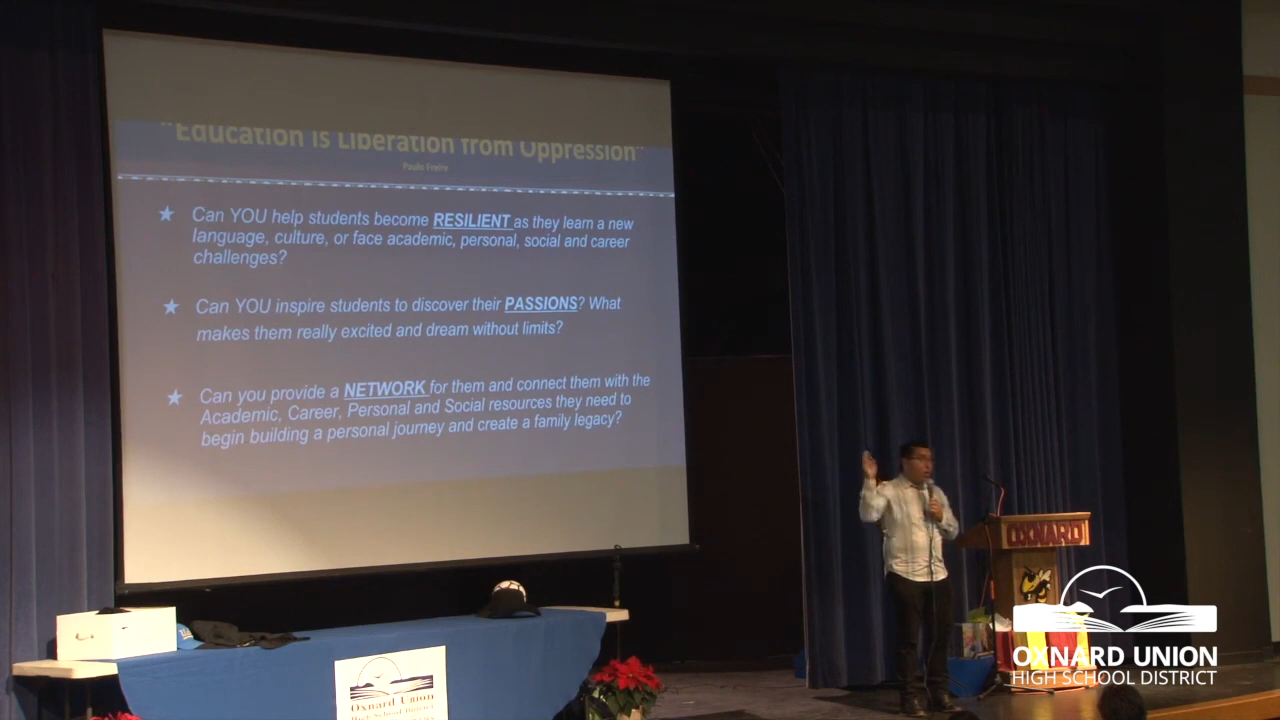 "Education is Liberation from Oppression"
Paulo Freire
★ Can YOU help students become RESILIENT as they learn a new
language, culture, or face academic, personal, social and career
challenges?
★ Can YOU inspire students to discover their PASSIONS? What
makes them really excited and dream without limits?
★ Can you provide a NETWORK for them and connect them with the
Academic, Career, Personal and Social resources they need to
begin building a personal journey and create a family legacy?
OXNARD
Oxnard Union
High School District
OXNARD UNION
HIGH SCHOOL DISTRICT